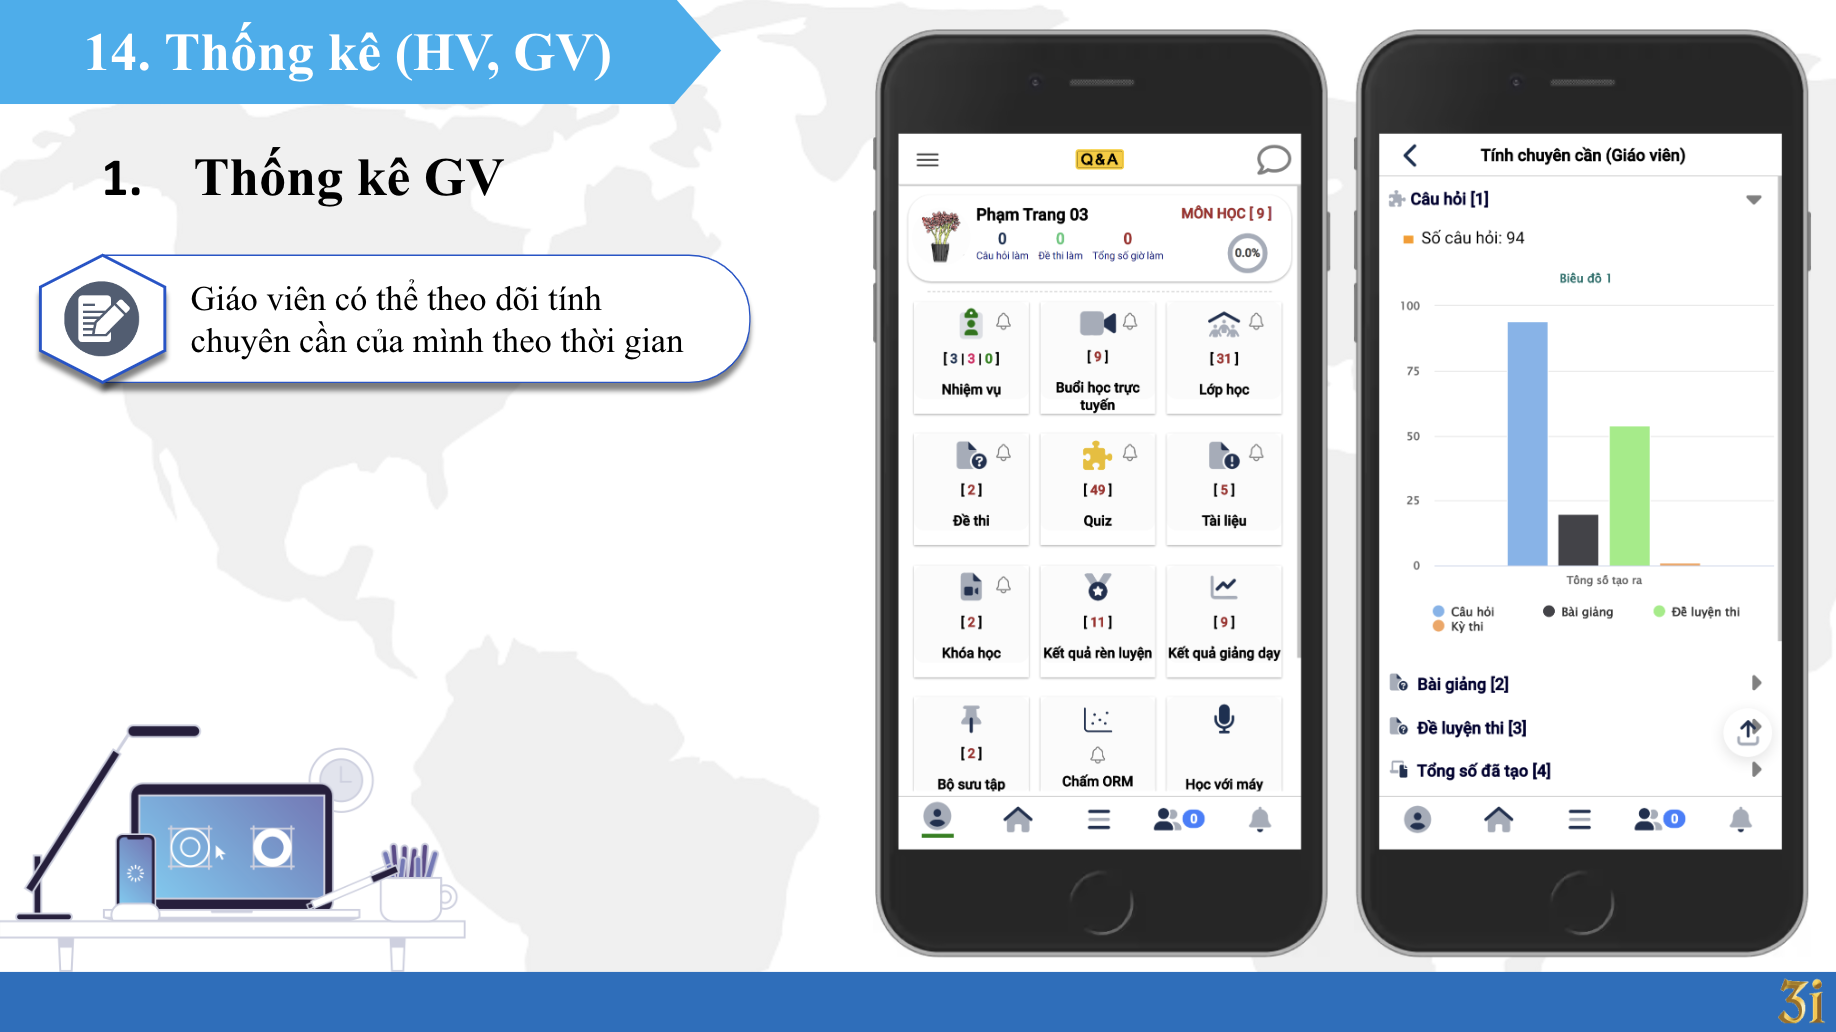 14. Thống kê (HV, GV)
1. Thống kê GV
Giáo viên có thể theo dõi tính
chuyên cần của mình theo thời gian
Q&A
Phạm Trang 03
MÔN HỌC [ 9 ]
0 0 0
Câu hỏi làm Đề thi làm Tổng số giờ làm
0.0%
[ 3 | 3 | 0 ]
Nhiệm vụ
[ 9 ]
Buổi học trực
tuyến
[ 31 ]
Lớp học
[ 2 ]
Đề thi
[ 49 ]
Quiz
[ 5 ]
Tài liệu
[ 2 ]
Khóa học
[ 11 ]
Kết quả rèn luyện
[ 9 ]
Kết quả giảng dạy
[ 2 ]
Bộ sưu tập
Chấm ORM
Học với máy
0
Tính chuyên cần (Giáo viên)
Câu hỏi [1]
Số câu hỏi: 94
Biểu đồ 1
100
75
50
25
0
Tổng số tạo ra
Câu hỏi Bài giảng Đề luyện thi
Kỳ thi
Bài giảng [2]
Đề luyện thi [3]
Tổng số đã tạo [4]
0
3i